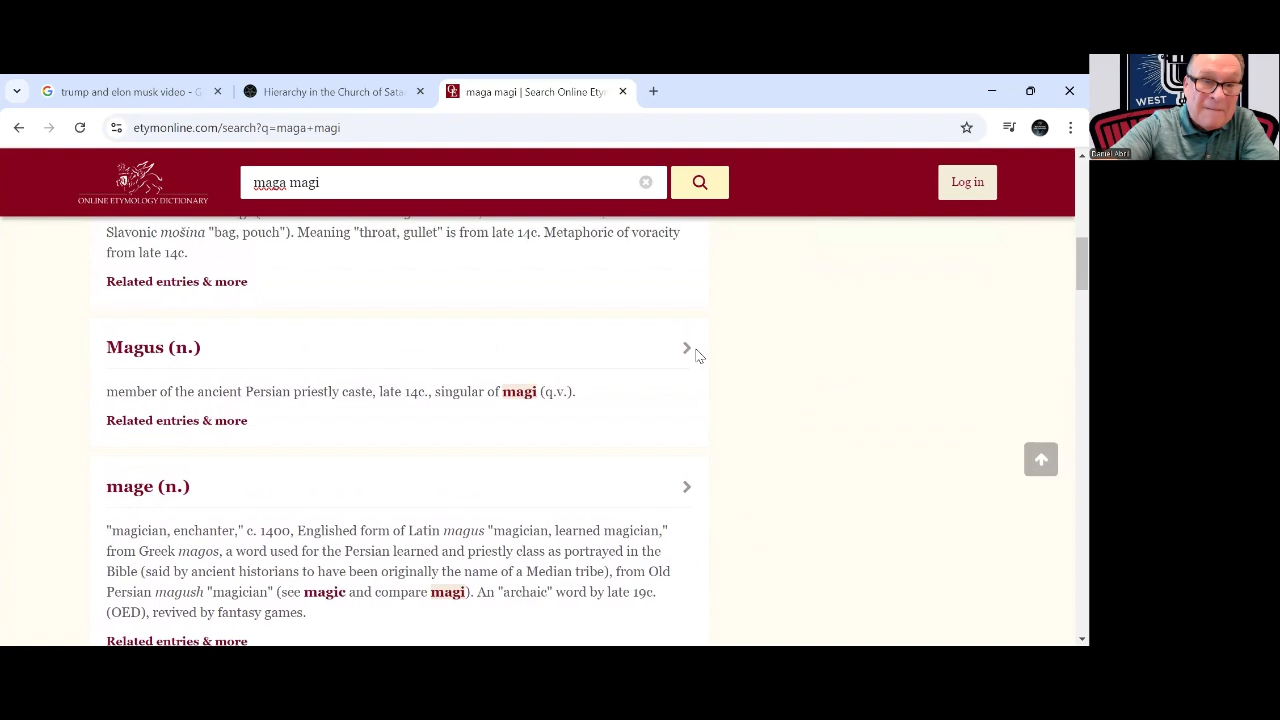 WEST
trump and elon musk video - G
Hierarchy in the Church of Sata
maga magi | Search Online Ety
etymonline.com/search?q=maga+magi
Daniel Abril
maga magi
Log in
ONLINE ETYMOLOGY DICTIONARY
Slavonic mošina "bag, pouch"). Meaning "throat, gullet" is from late 14c. Metaphoric of voracity
from late 14c.
Related entries & more
Magus (n.)
member of the ancient Persian priestly caste, late 14c., singular of magi (q.v.).
Related entries & more
mage (n.)
"magician, enchanter," c. 1400, Englished form of Latin magus "magician, learned magician,"
from Greek magos, a word used for the Persian learned and priestly class as portrayed in the
Bible (said by ancient historians to have been originally the name of a Median tribe), from Old
Persian magush "magician" (see magic and compare magi). An "archaic" word by late 19c.
(OED), revived by fantasy games.
Related entries & more